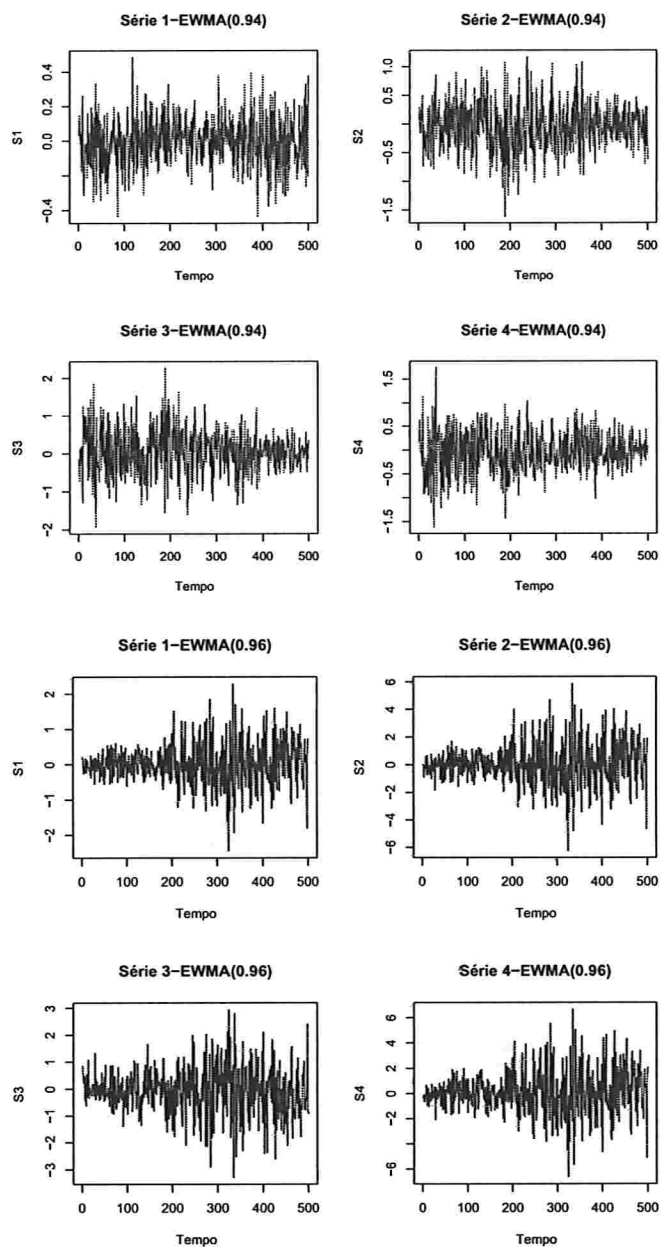 Série 1−EWMA(0.94)
S1
0.4
0.2
0.0
−0.4
0 100 200 300 400 500
Tempo
Série 2−EWMA(0.94)
S2
1.0
0.5
−0.5
−1.5
0 100 200 300 400 500
Tempo
Série 3−EWMA(0.94)
S3
2
1
0
−1
−2
0 100 200 300 400 500
Tempo
Série 4−EWMA(0.94)
S4
1.5
0.5
−0.5
−1.5
0 100 200 300 400 500
Tempo
Série 1−EWMA(0.96)
S1
2
1
0
−1
−2
0 100 200 300 400 500
Tempo
Série 2−EWMA(0.96)
S2
6
4
2
0
−2
−6
0 100 200 300 400 500
Tempo
Série 3−EWMA(0.96)
S3
3
2
1
0
−1
−2
−3
0 100 200 300 400 500
Tempo
Série 4−EWMA(0.96)
S4
6
4
2
0
−2
−6
0 100 200 300 400 500
Tempo